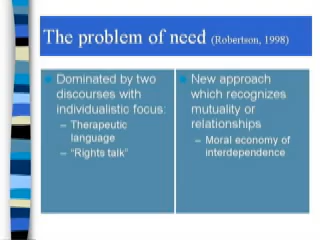 The problem of need (Robertson, 1998)
Dominated by two
discourses with
individualistic focus:
– Therapeutic
language
– "Rights talk"
New approach
which recognizes
mutuality or
relationships
– Moral economy of
interdependence